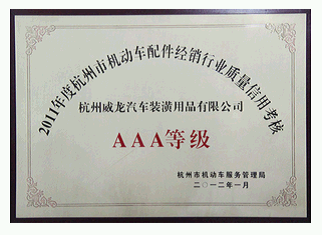 2011年度杭州市机动车配件经销行业质量信用考核
杭州威龙汽车装潢用品有限公司
AAA等级
杭州市机动车服务管理局
二〇一二年一月